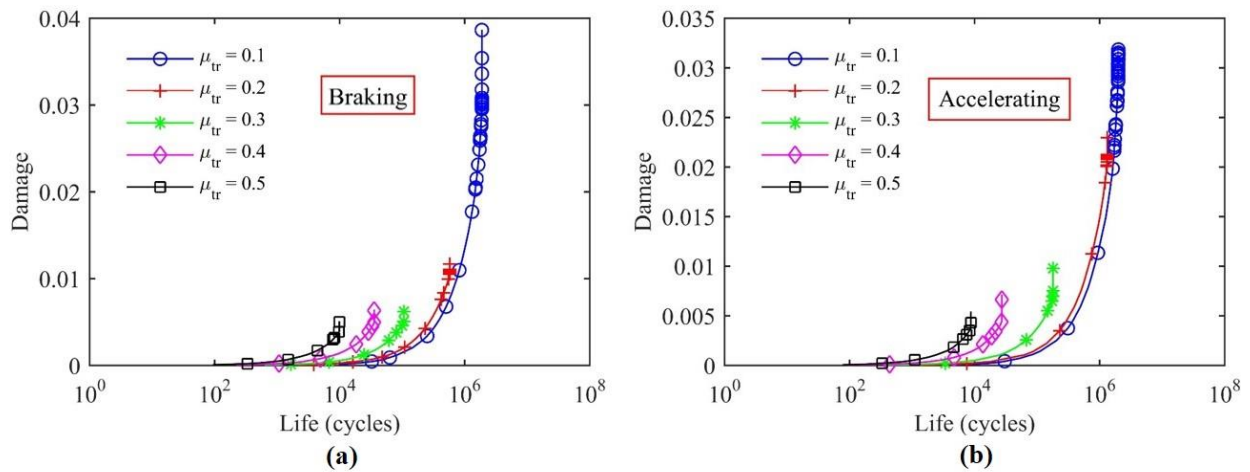 0.04
0.03
0.02
0.01
0
Damage
μtr = 0.1
μtr = 0.2
μtr = 0.3
μtr = 0.4
μtr = 0.5
Braking
10^0 10^2 10^4 10^6 10^8
Life (cycles)
(a)
0.035
0.03
0.025
0.02
0.015
0.01
0.005
0
Damage
μtr = 0.1
μtr = 0.2
μtr = 0.3
μtr = 0.4
μtr = 0.5
Accelerating
10^0 10^2 10^4 10^6 10^8
Life (cycles)
(b)